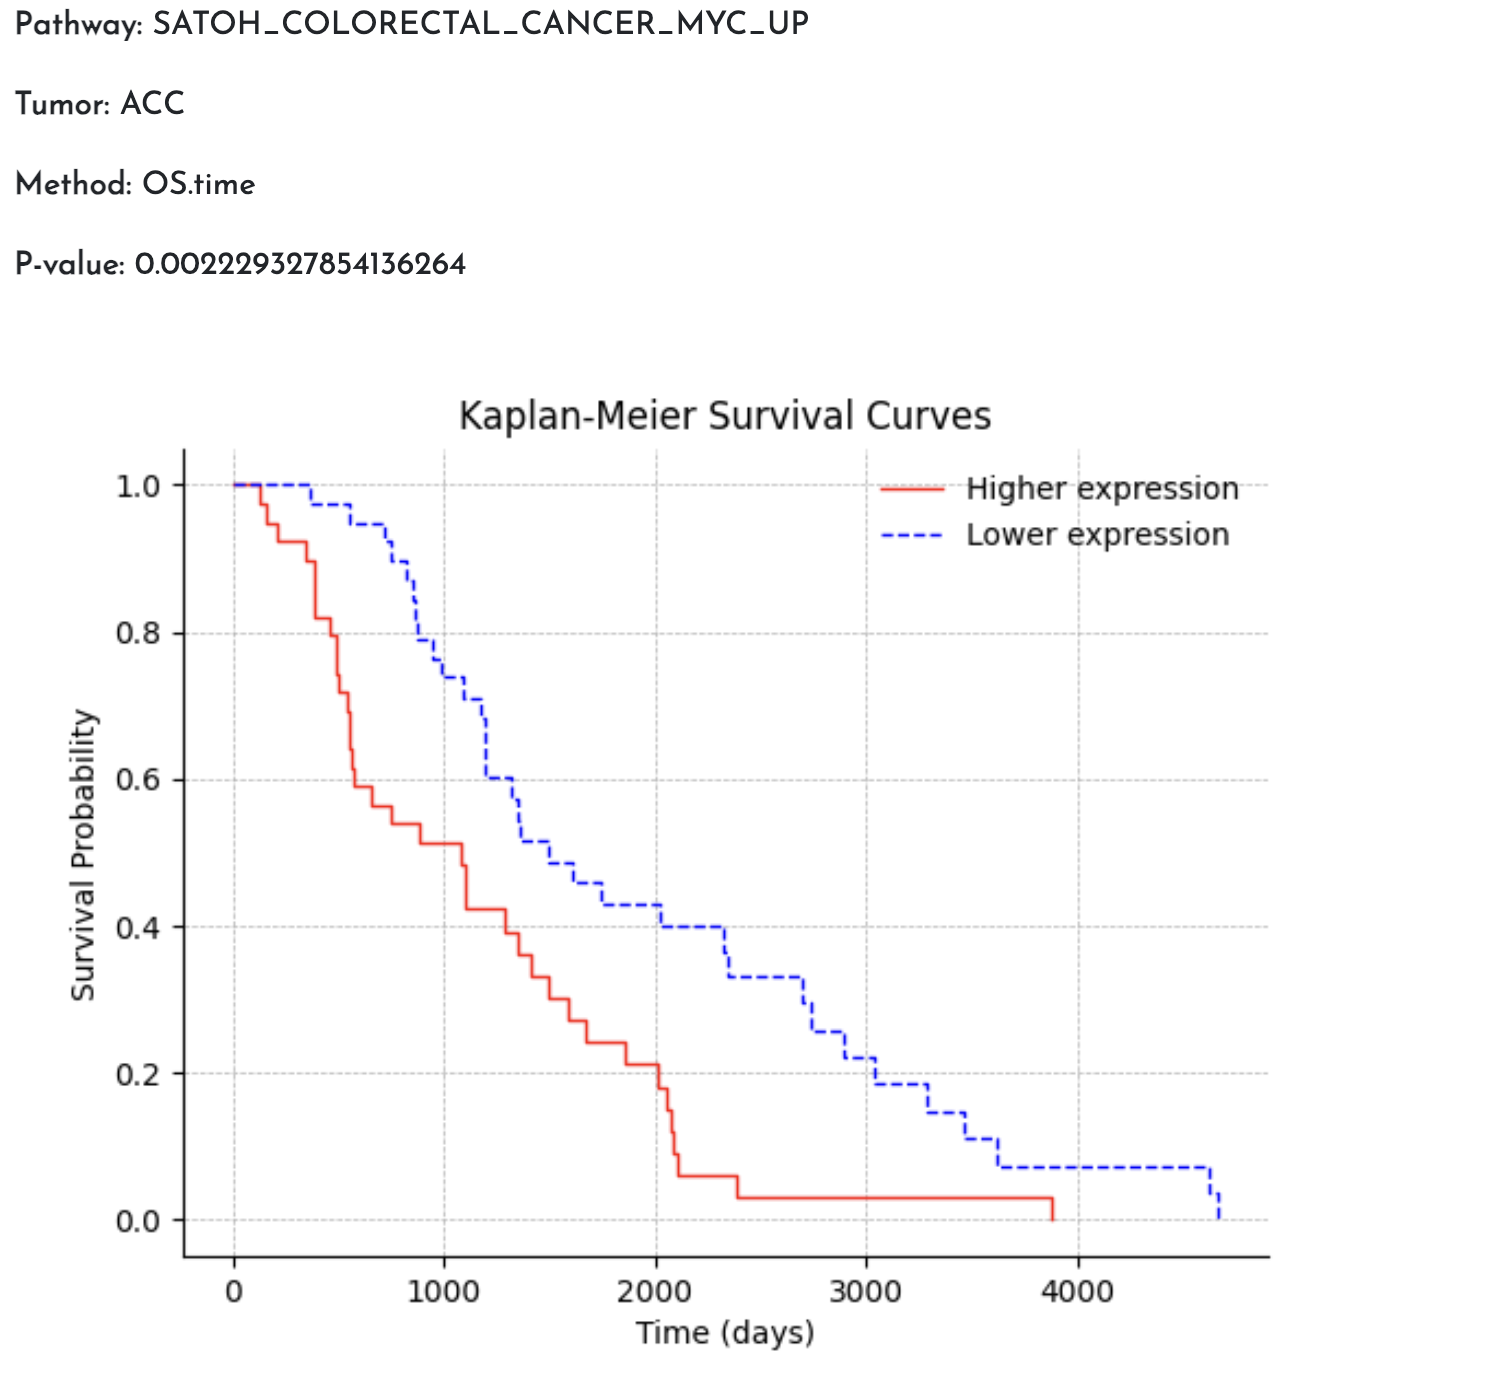 Pathway: SATOH_COLORECTAL_CANCER_MYC_UP
Tumor: ACC
Method: OS.time
P-value: 0.002229327854136264
Kaplan-Meier Survival Curves
Higher expression
Lower expression
Survival Probability
1.0
0.8
0.6
0.4
0.2
0.0
0 1000 2000 3000 4000
Time (days)